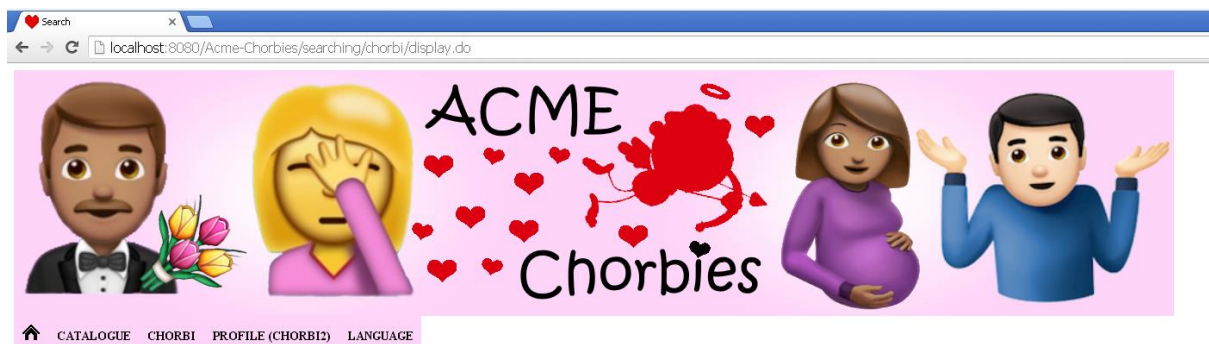 Search
localhost:8080/Acme-Chorbies/searching/chorbi/display.do
ACME
Chorbies
CATALOGUE CHORBI PROFILE (CHORBI2) LANGUAGE